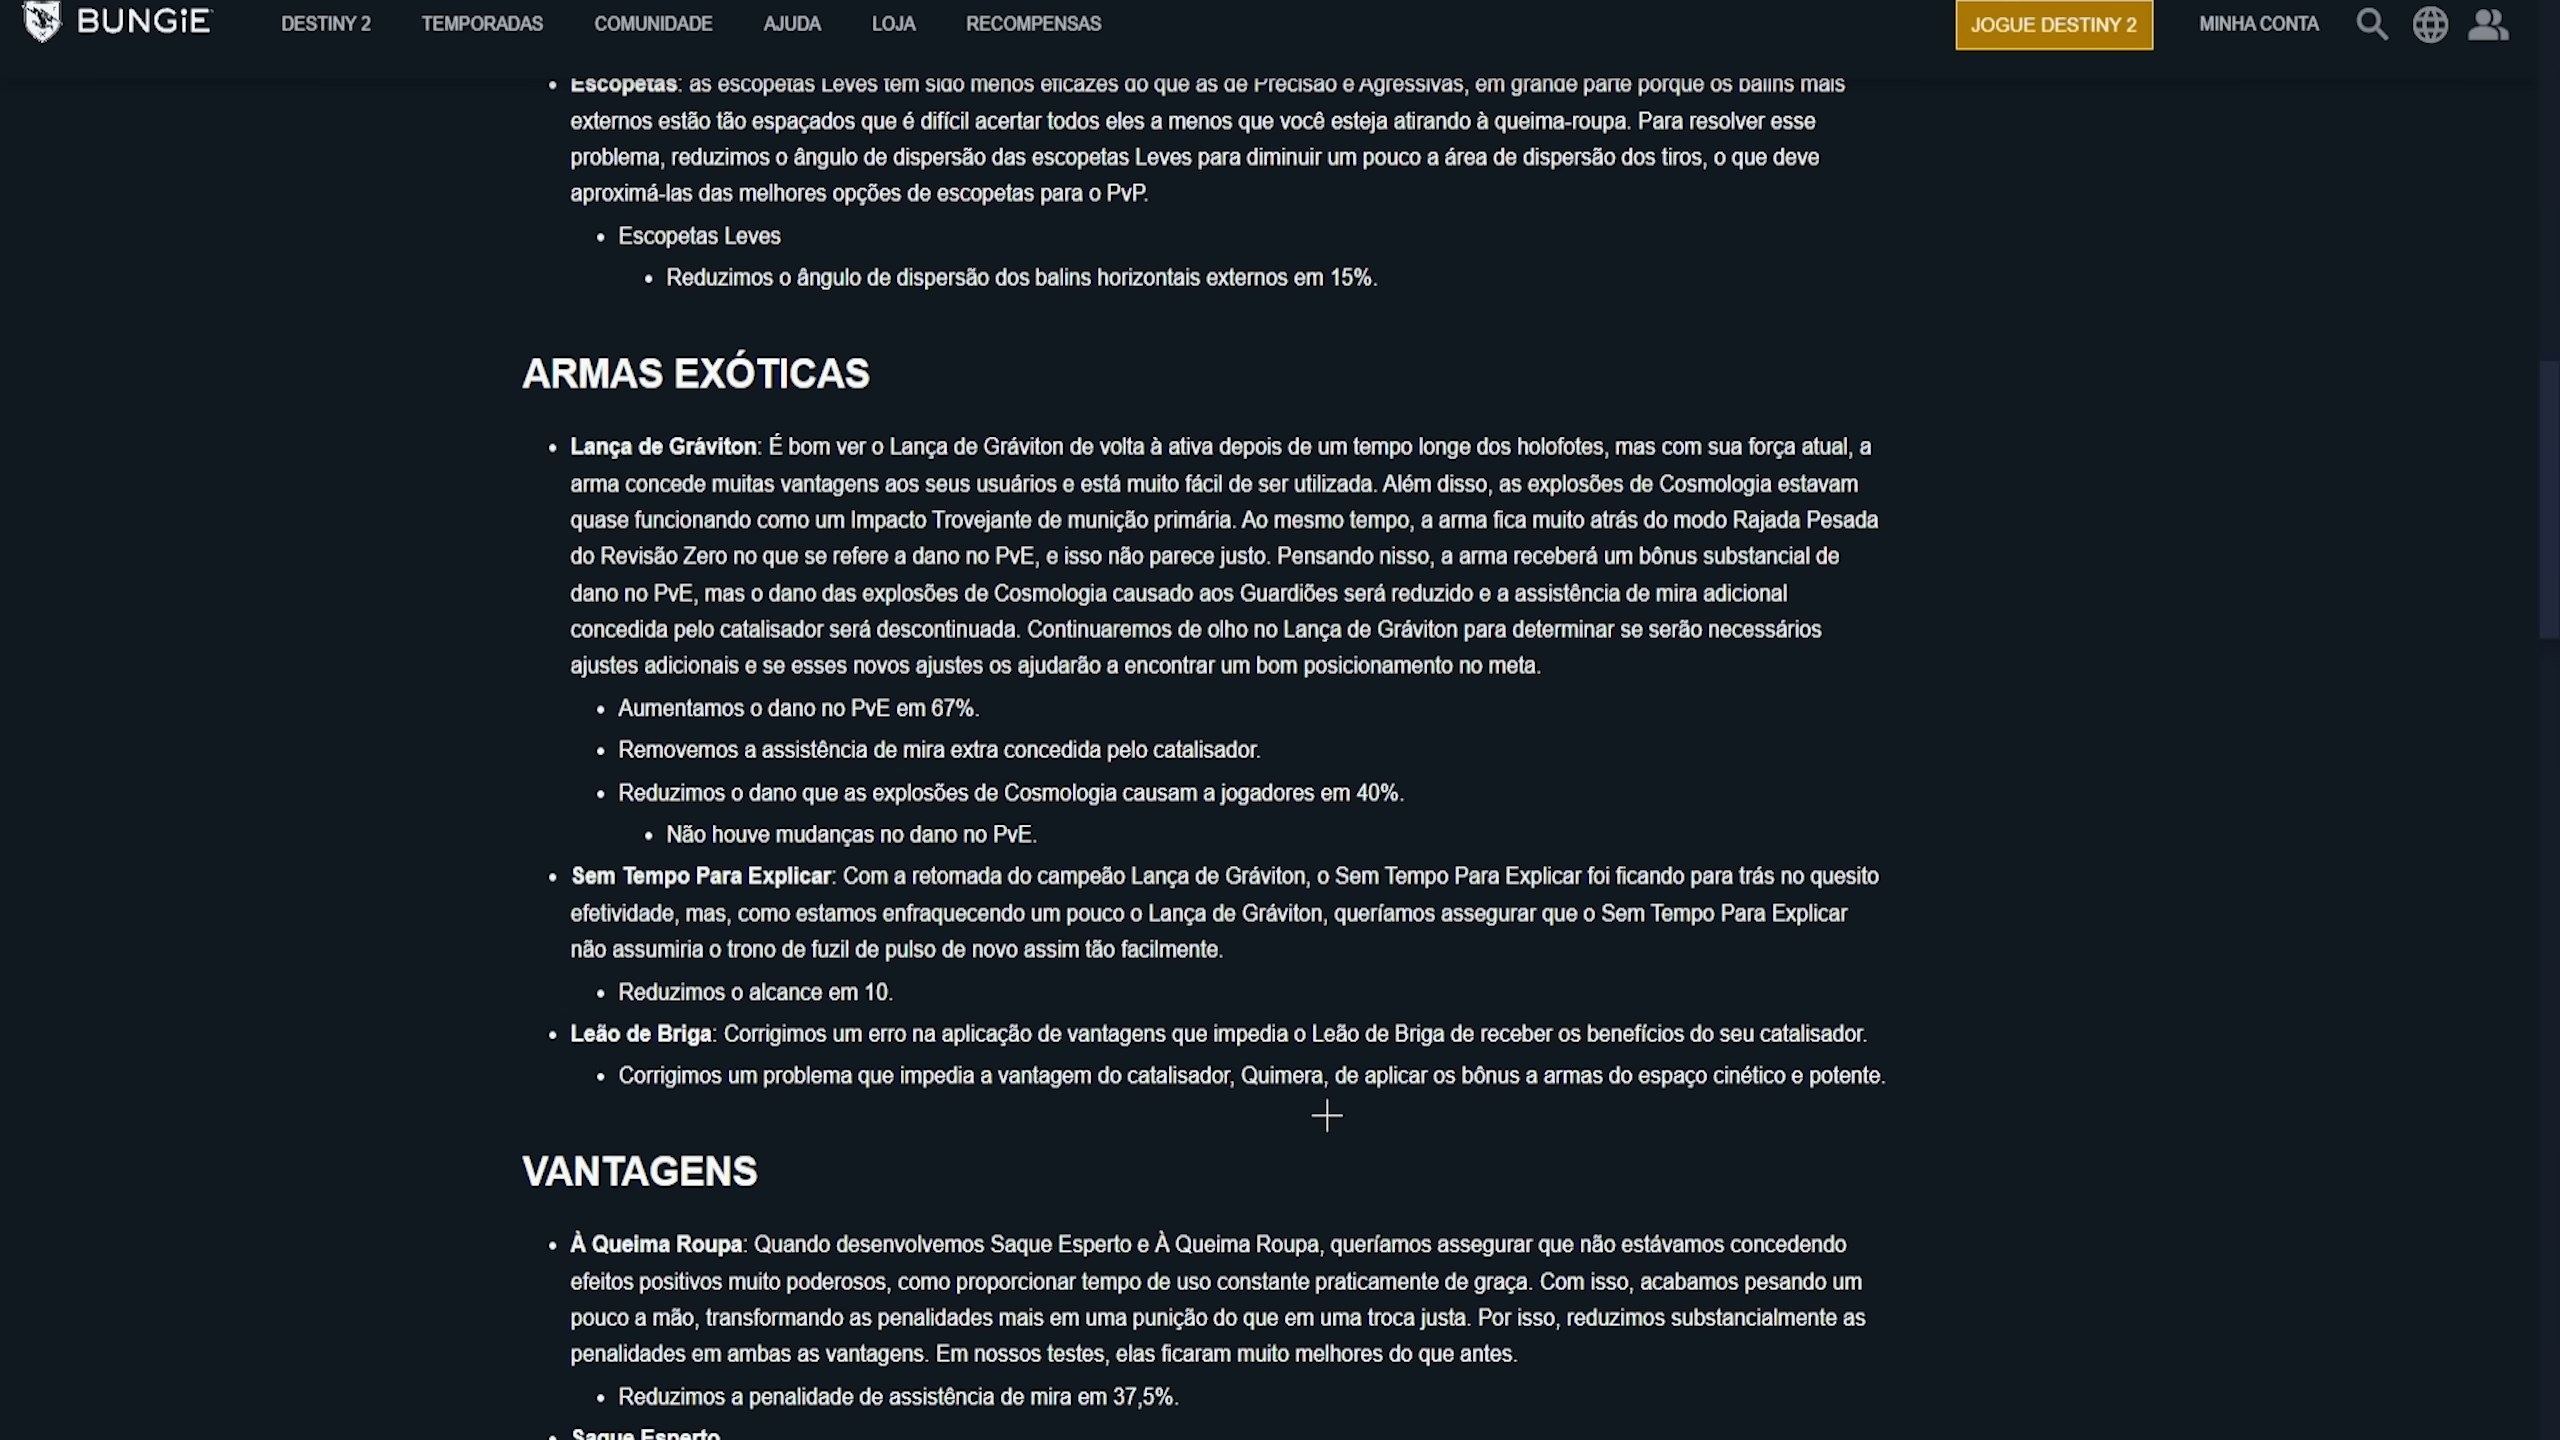 BUNGiE
DESTINY 2
TEMPORADAS
COMUNIDADE
AJUDA
LOJA
RECOMPENSAS
JOGUE DESTINY 2
MINHA CONTA
• Escopetas: as escopetas Leves têm sido menos eficazes do que as de Precisão e Agressivas, em grande parte porque os balins mais
externos estão tão espaçados que é difícil acertar todos eles a menos que você esteja atirando à queima-roupa. Para resolver esse
problema, reduzimos o ângulo de dispersão das escopetas Leves para diminuir um pouco a área de dispersão dos tiros, o que deve
aproximá-las das melhores opções de escopetas para o PvP.
• Escopetas Leves
• Reduzimos o ângulo de dispersão dos balins horizontais externos em 15%.
ARMAS EXÓTICAS
• Lança de Gráviton: É bom ver o Lança de Gráviton de volta à ativa depois de um tempo longe dos holofotes, mas com sua força atual, a
arma concede muitas vantagens aos seus usuários e está muito fácil de ser utilizada. Além disso, as explosões de Cosmologia estavam
quase funcionando como um Impacto Trovejante de munição primária. Ao mesmo tempo, a arma fica muito atrás do modo Rajada Pesada
do Revisão Zero no que se refere a dano no PvE, e isso não parece justo. Pensando nisso, a arma receberá um bônus substancial de
dano no PvE, mas o dano das explosões de Cosmologia causado aos Guardiões será reduzido e a assistência de mira adicional
concedida pelo catalisador será descontinuada. Continuaremos de olho no Lança de Gráviton para determinar se serão necessários
ajustes adicionais e se esses novos ajustes os ajudarão a encontrar um bom posicionamento no meta.
• Aumentamos o dano no PvE em 67%.
• Removemos a assistência de mira extra concedida pelo catalisador.
• Reduzimos o dano que as explosões de Cosmologia causam a jogadores em 40%.
• Não houve mudanças no dano no PvE.
• Sem Tempo Para Explicar: Com a retomada do campeão Lança de Gráviton, o Sem Tempo Para Explicar foi ficando para trás no quesito
efetividade, mas, como estamos enfraquecendo um pouco o Lança de Gráviton, queríamos assegurar que o Sem Tempo Para Explicar
não assumiria o trono de fuzil de pulso de novo assim tão facilmente.
• Reduzimos o alcance em 10.
• Leão de Briga: Corrigimos um erro na aplicação de vantagens que impedia o Leão de Briga de receber os benefícios do seu catalisador.
• Corrigimos um problema que impedia a vantagem do catalisador, Quimera, de aplicar os bônus a armas do espaço cinético e potente.
VANTAGENS
• À Queima Roupa: Quando desenvolvemos Saque Esperto e À Queima Roupa, queríamos assegurar que não estávamos concedendo
efeitos positivos muito poderosos, como proporcionar tempo de uso constante praticamente de graça. Com isso, acabamos pesando um
pouco a mão, transformando as penalidades mais em uma punição do que em uma troca justa. Por isso, reduzimos substancialmente as
penalidades em ambas as vantagens. Em nossos testes, elas ficaram muito melhores do que antes.
• Reduzimos a penalidade de assistência de mira em 37,5%.
• Saque Esperto